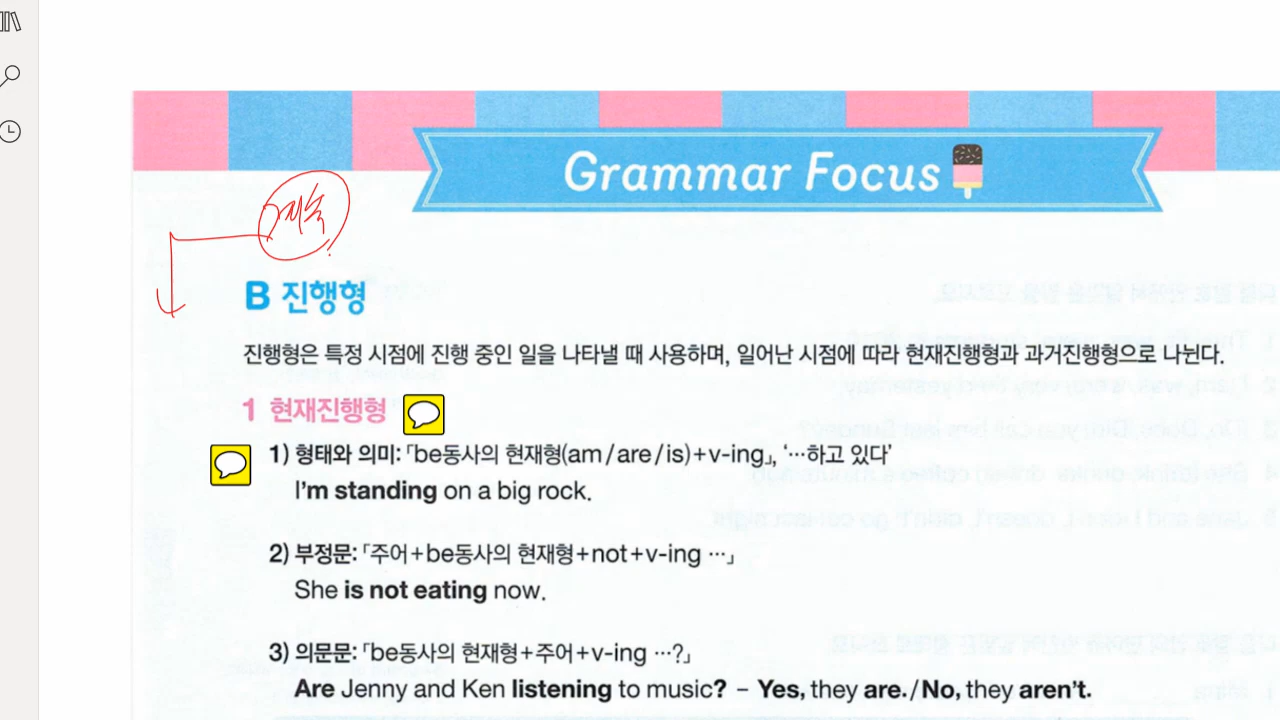 Grammar Focus
B 진행형
진행형은 특정 시점에 진행 중인 일을 나타낼 때 사용하며, 일어난 시점에 따라 현재진행형과 과거진행형으로 나뉜다.
1 현재진행형
1) 형태와 의미: 「be동사의 현재형(am/are/is)+v-ing」, ‘…하고 있다’
I’m standing on a big rock.
2) 부정문: 「주어+be동사의 현재형+not+v-ing …」
She is not eating now.
3) 의문문: 「be동사의 현재형+주어+v-ing …?」
Are Jenny and Ken listening to music? – Yes, they are./No, they aren’t.